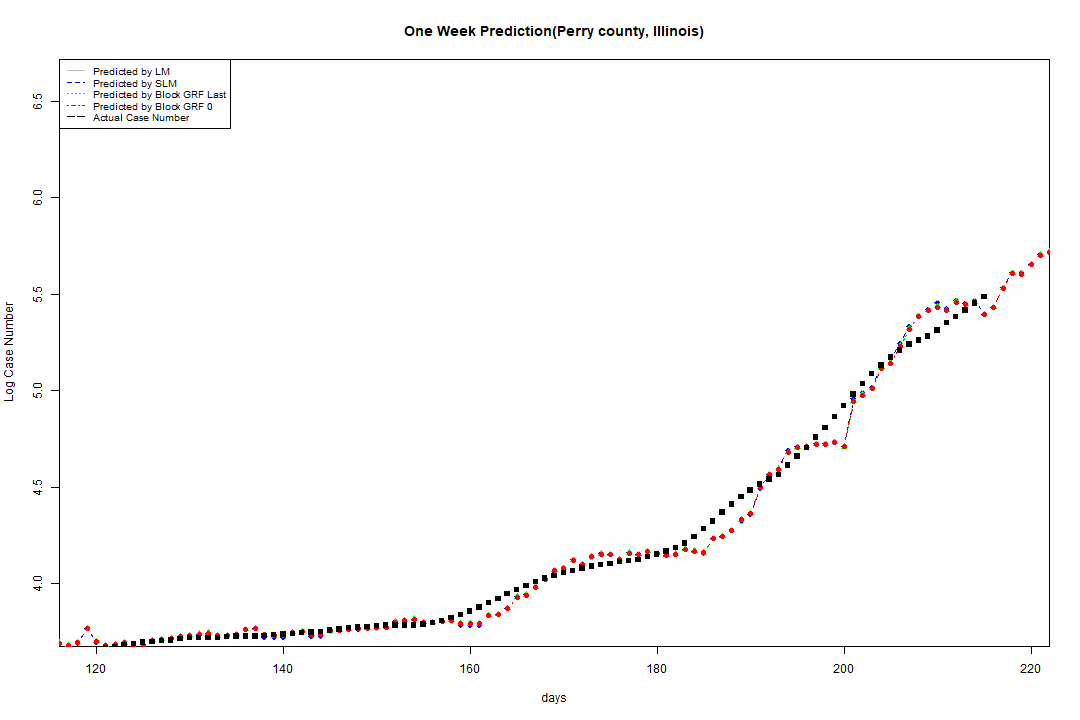 One Week Prediction(Perry county, Illinois)
Predicted by LM
Predicted by SLM
Predicted by Block GRF Last
Predicted by Block GRF 0
Actual Case Number
6.5
6.0
5.5
5.0
4.5
4.0
Log Case Number
120 140 160 180 200 220
days